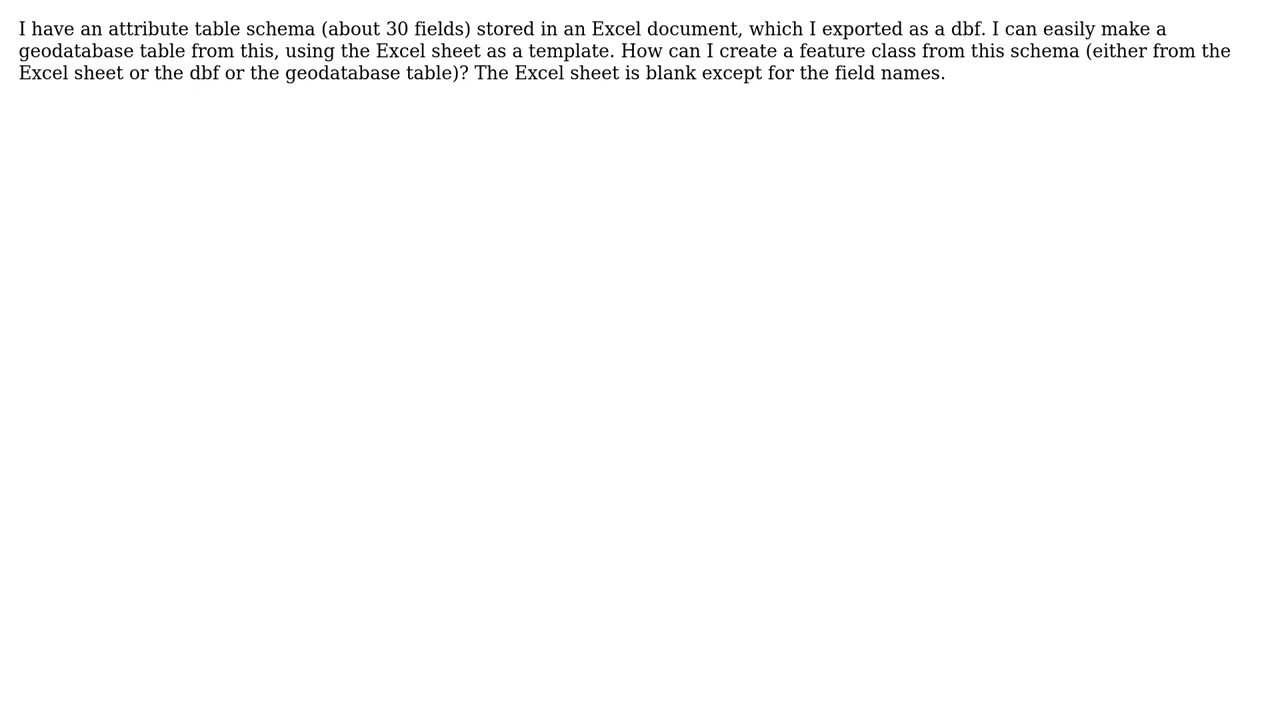 I have an attribute table schema (about 30 fields) stored in an Excel document, which I exported as a dbf. I can easily make a
geodatabase table from this, using the Excel sheet as a template. How can I create a feature class from this schema (either from the
Excel sheet or the dbf or the geodatabase table)? The Excel sheet is blank except for the field names.